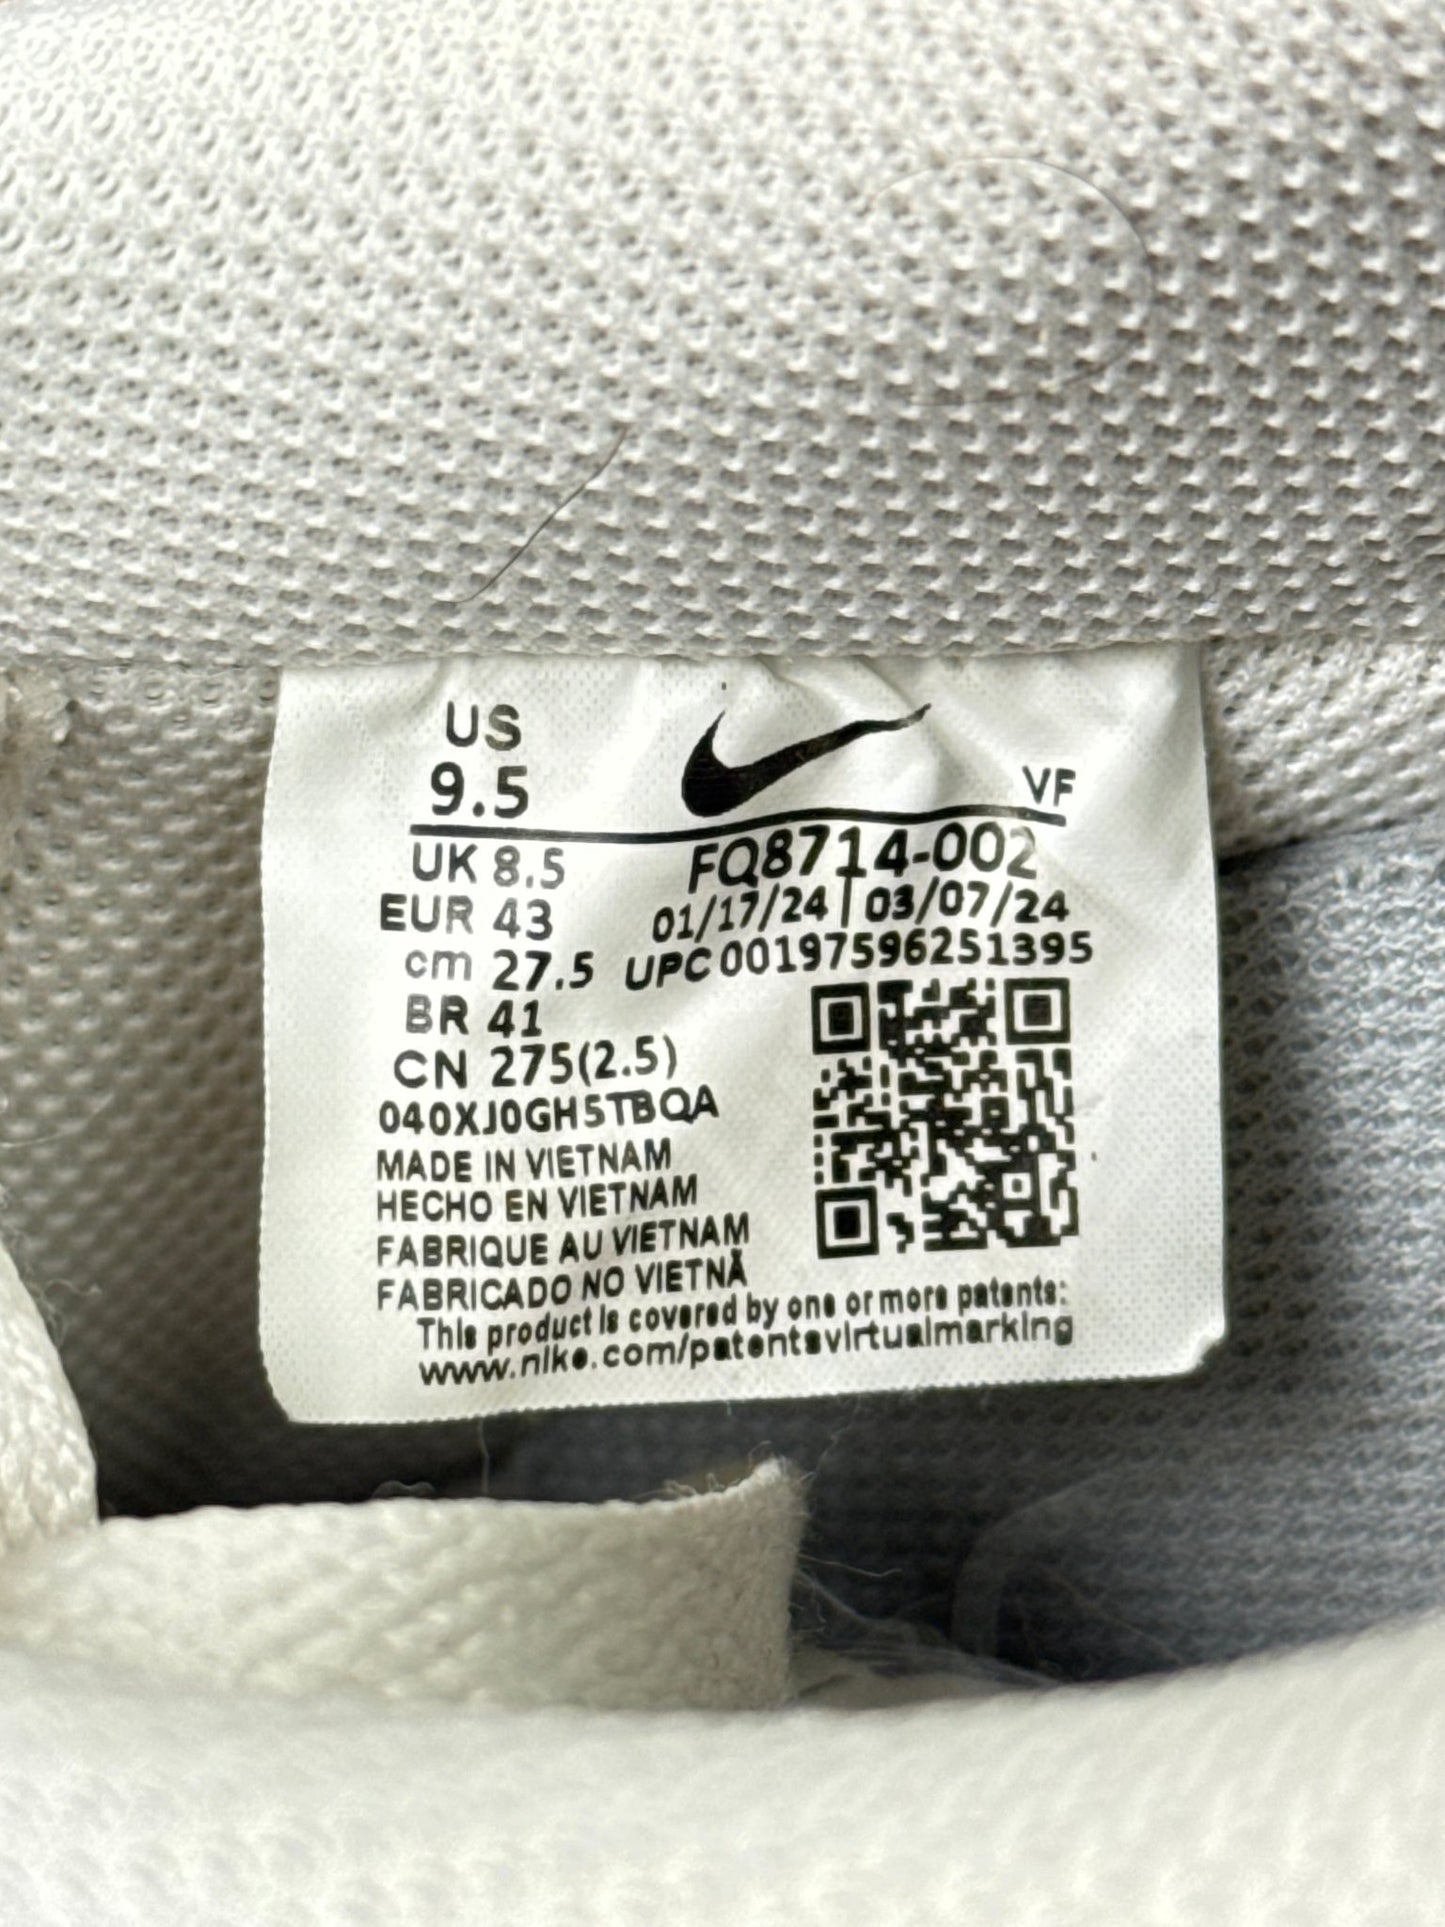 US
9.5
VF
UK 8.5
FQ8714-002
EUR 43
01/17/24 | 03/07/24
cm 27.5
UPC 00197596251395
BR 41
CN 275(2.5)
040XJ0GH5TBQA
MADE IN VIETNAM
HECHO EN VIETNAM
FABRIQUE AU VIETNAM
FABRICADO NO VIETNÃ
This product is covered by one or more patents:
www.nike.com/patentsvirtualmarking